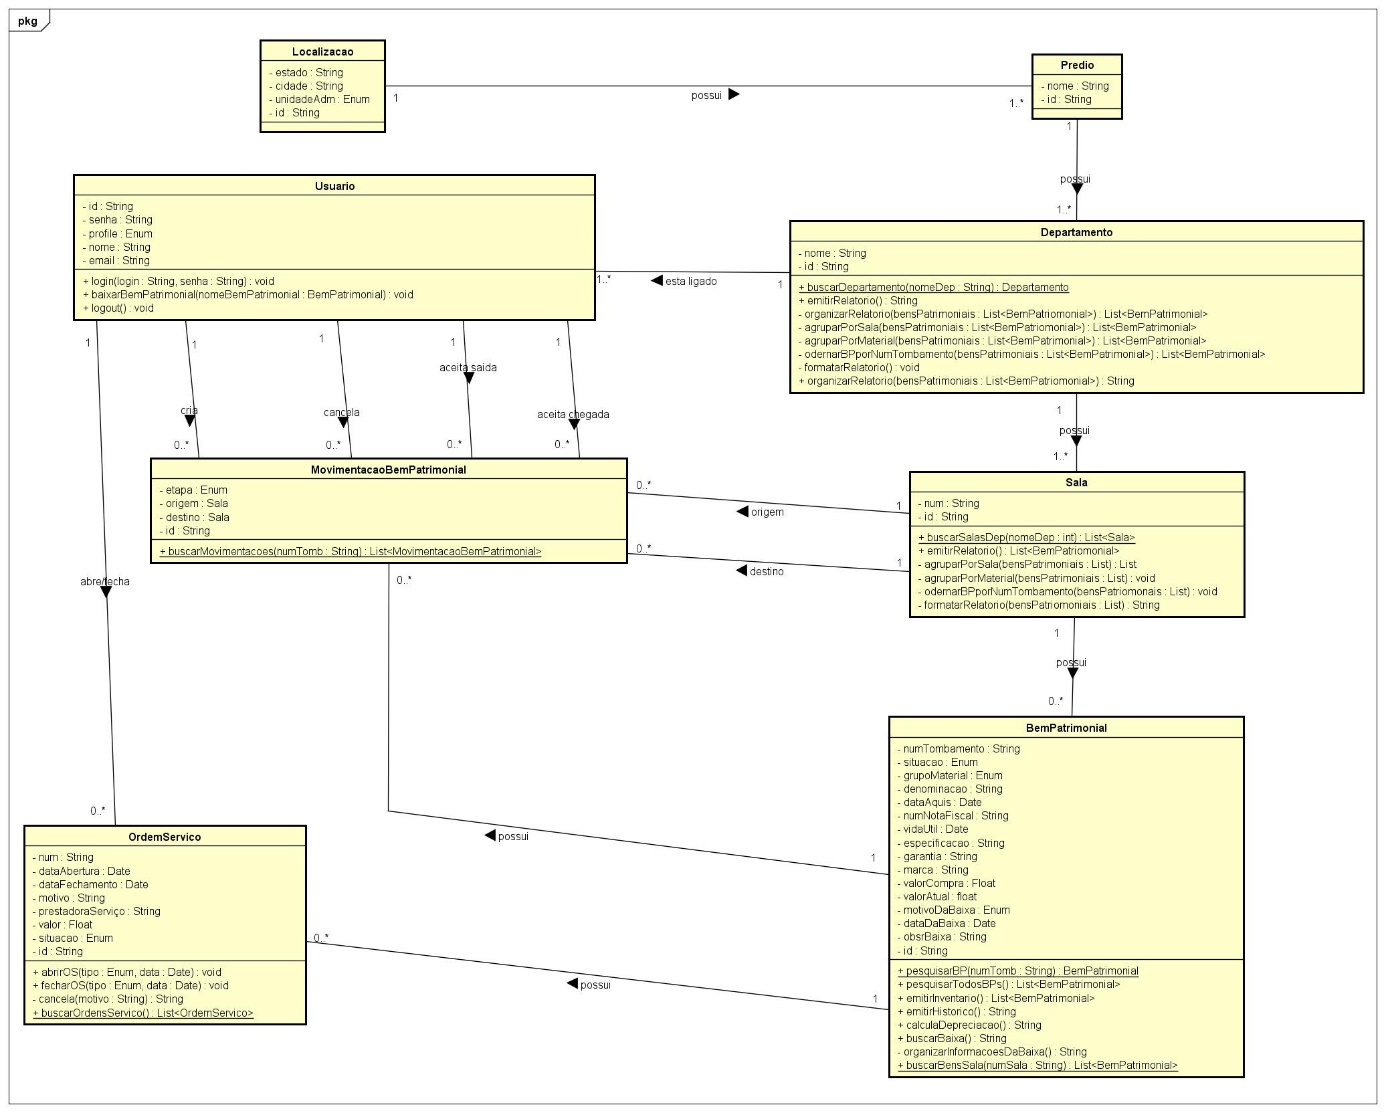 pkg
Localizacao
- estado : String
- cidade : String
- unidadeAdm : Enum
- id : String
1
possui
1..*
Predio
- nome : String
- id : String
1
possui
1..*
Usuario
- id : String
- senha : String
- profile : Enum
- nome : String
- email : String
+ login(login : String, senha : String) : void
+ baixarBemPatrimonial(nomeBemPatrimonial : BemPatrimonial) : void
+ logout() : void
1..*
esta ligado
1
Departamento
- nome : String
- id : String
+ buscarDepartamento(nomeDep : String) : Departamento
+ emitirRelatorio() : String
- organizarRelatorio(bensPatrimoniais : List<BemPatriomonial>) : List<BemPatrimonial>
- agruparPorSala(bensPatrimoniais : List<BemPatriomonial>) : List<BemPatrimonial>
- agruparPorMaterial(bensPatrimoniais : List<BemPatrimonial>) : List<BemPatrimonial>
- odernarBPporNumTombamento(bensPatrimoniais : List<BemPatrimonial>) : List<BemPatrimonial>
- formatarRelatorio() : void
+ organizarRelatorio(bensPatrimoniais : List<BemPatriomonial>) : String
1
1
1
1
1
aceita saida
cria
cancela
aceita chegada
0..*
0..*
0..*
0..*
1
possui
1..*
MovimentacaoBemPatrimonial
- etapa : Enum
- origem : Sala
- destino : Sala
- id : String
+ buscarMovimentacoes(numTomb : String) : List<MovimentacaoBemPatrimonial>
0..*
origem
1
0..*
destino
1
Sala
- num : String
- id : String
+ buscarSalasDep(nomeDep : int) : List<Sala>
+ emitirRelatorio() : List<BemPatriomonial>
- agruparPorSala(bensPatrimoniais : List) : List
- agruparPorMaterial(bensPatrimoniais : List) : void
- odernarBPporNumTombamento(bensPatriomonais : List) : void
- formatarRelatorio(bensPatriomoniais : List) : String
abre/fecha
0..*
1
possui
0..*
BemPatrimonial
- numTombamento : String
- situacao : Enum
- grupoMaterial : Enum
- denominacao : String
- dataAquis : Date
- numNotaFiscal : String
- vidaUtil : Date
- especificacao : String
- garantia : String
- marca : String
- valorCompra : Float
- valorAtual : float
- motivoDaBaixa : Enum
- dataDaBaixa : Date
- obsrBaixa : String
- id : String
+ pesquisarBP(numTomb : String) : BemPatrimonial
+ pesquisarTodosBPs() : List<BemPatrimonial>
+ emitirInventario() : List<BemPatrimonial>
+ emitirHistorico() : String
+ calculaDepreciacao() : String
+ buscarBaixa() : String
- organizarInformacoesDaBaixa() : String
+ buscarBensSala(numSala : String) : List<BemPatrimonial>
possui
1
0..*
OrdemServico
- num : String
- dataAbertura : Date
- dataFechamento : Date
- motivo : String
- prestadoraServiço : String
- valor : Float
- situacao : Enum
- id : String
+ abrirOS(tipo : Enum, data : Date) : void
+ fecharOS(tipo : Enum, data : Date) : void
- cancela(motivo : String) : String
+ buscarOrdensServico() : List<OrdemServico>
0..*
possui
1